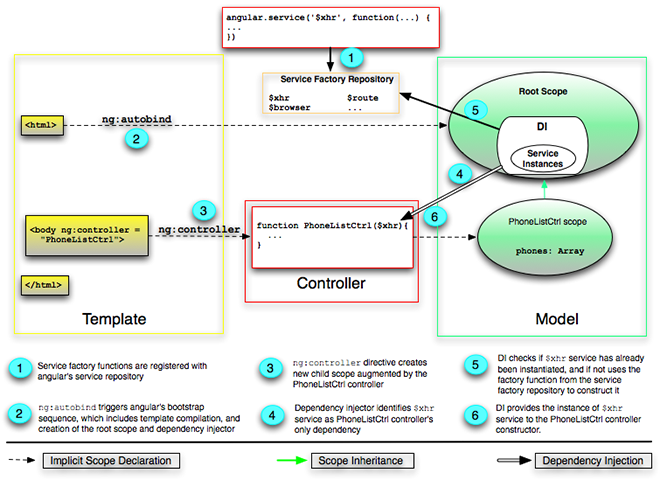 angular.service('$xhr', function(...) {
...
})
1
Service Factory Repository
$xhr $route
$browser ...
Root Scope
DI
Service
Instances
5
<html>
ng:autobind
2
4
3
6
<body ng:controller =
"PhoneListCtrl">
ng:controller
function PhoneListCtrl($xhr){
...
}
PhoneListCtrl scope
phones: Array
</html>
Template
Controller
Model
1
Service factory functions are registered with
angular's service repository
2
ng:autobind triggers angular's bootstrap
sequence, which includes template compilation, and
creation of the root scope and dependency injector
3
ng:controller directive creates
new child scope augmented by the
PhoneListCtrl controller
4
Dependency injector identifies $xhr
service as PhoneListCtrl controller's
only dependency
5
DI checks if $xhr service has already
been instantiated, and if not uses the
factory function from the service
factory repository to construct it
6
DI provides the instance of $xhr
service to the PhoneListCtrl controller
constructor.
Implicit Scope Declaration
Scope Inheritance
Dependency Injection